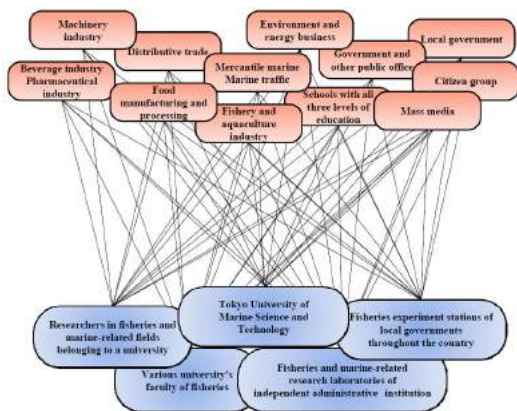 Machinery
industry
Distributive trade
Environment and
energy business
Government and
other public office
Local government
Beverage industry
Pharmaceutical
industry
Food
manufacturing and
processing
Mercantile marine
Marine traffic
Fishery and
aquaculture
industry
Schools with all
three levels of
education
Citizen group
Mass media
Researchers in fisheries and
marine-related fields
belonging to a university
Tokyo University of
Marine Science and
Technology
Fisheries experiment stations of
local governments
throughout the country
Various university's
faculty of fisheries
Fisheries and marine-related
research laboratories of
independent administrative institution